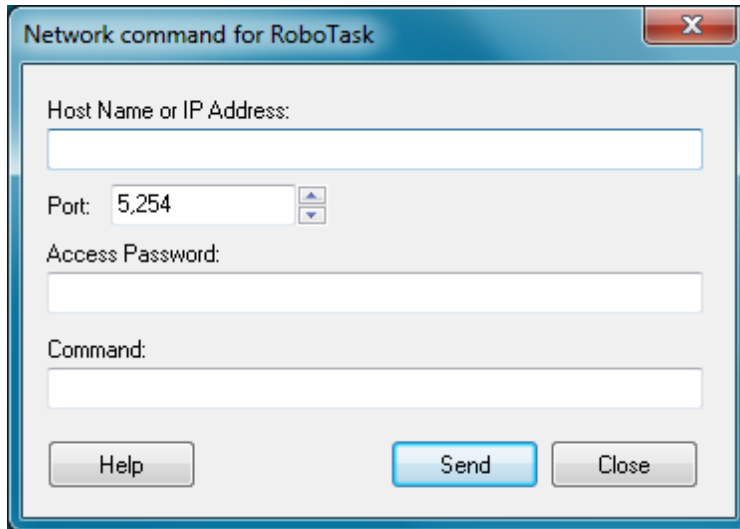 Network command for RoboTask
Host Name or IP Address:
Port: 5,254
Access Password:
Command:
Help Send Close